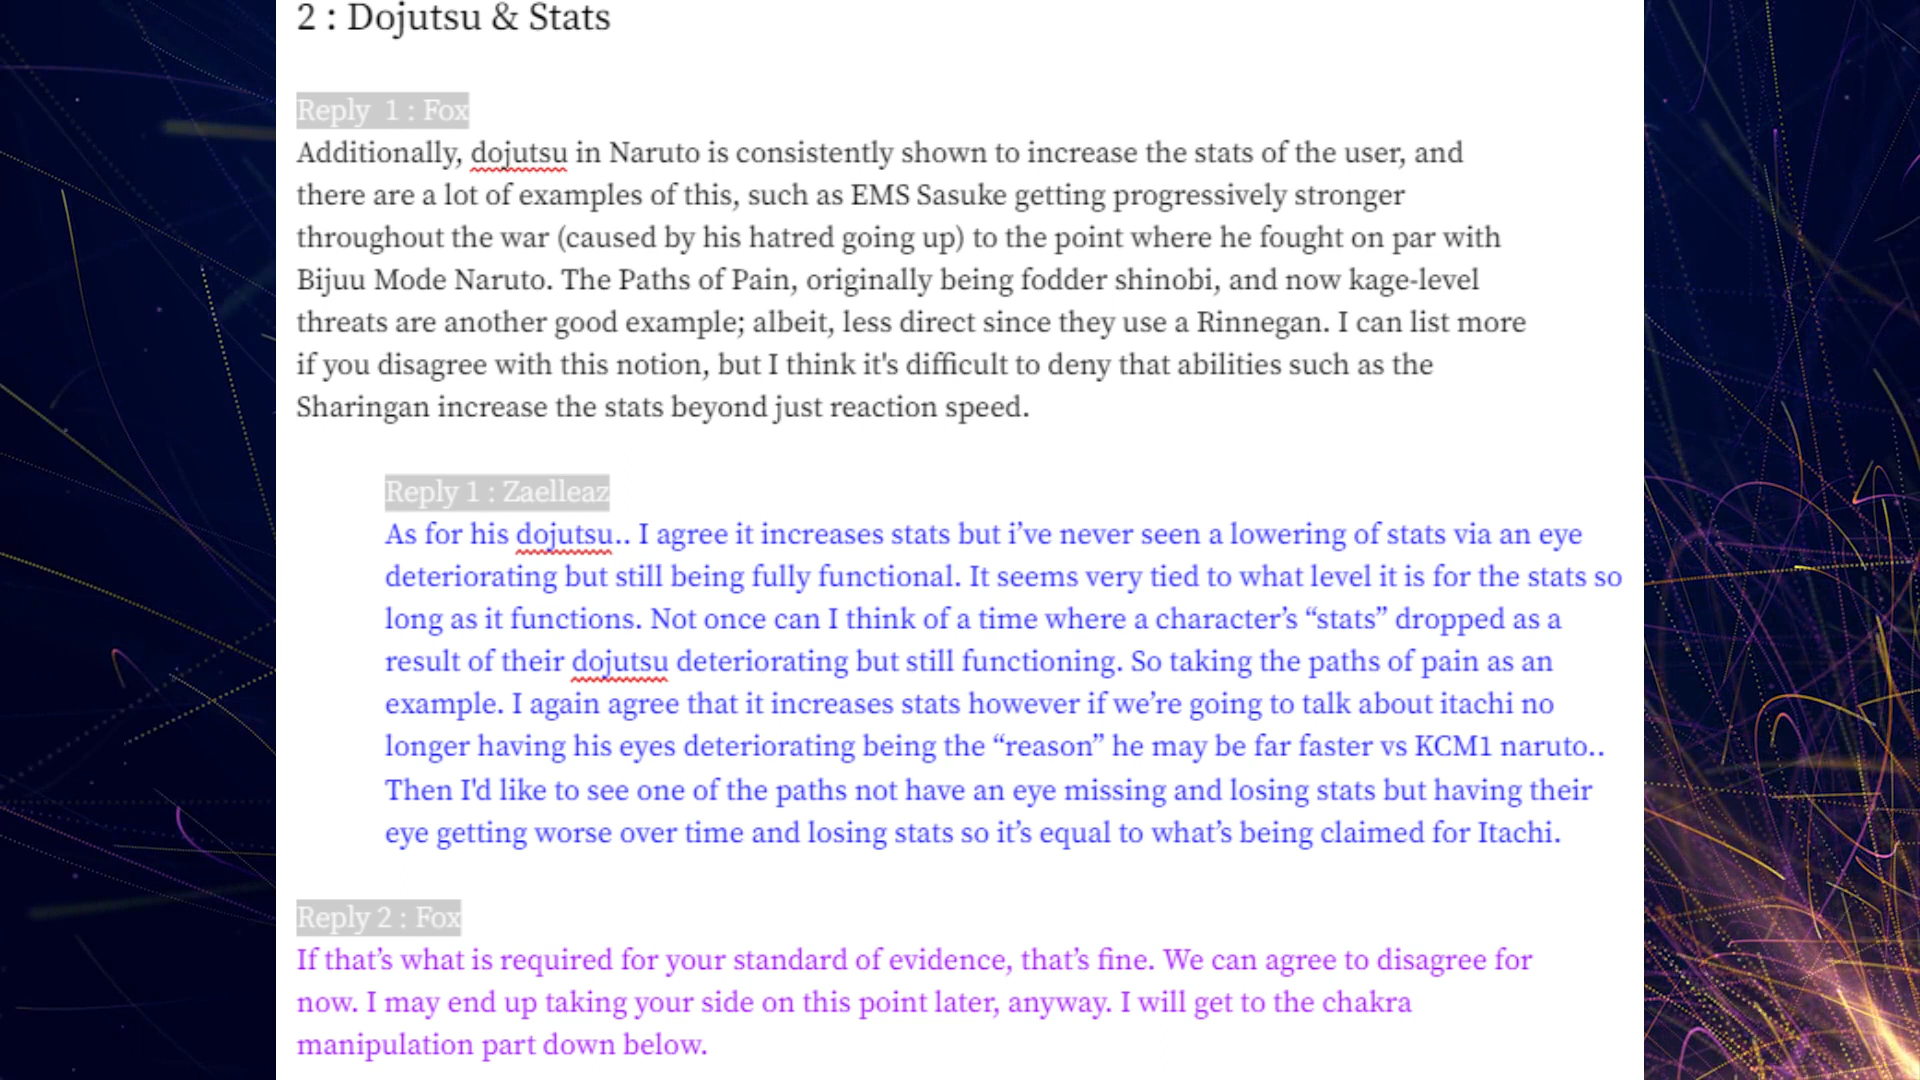 2 : Dojutsu & Stats
Reply  1 : Fox
Additionally, dojutsu in Naruto is consistently shown to increase the stats of the user, and
there are a lot of examples of this, such as EMS Sasuke getting progressively stronger
throughout the war (caused by his hatred going up) to the point where he fought on par with
Bijuu Mode Naruto. The Paths of Pain, originally being fodder shinobi, and now kage-level
threats are another good example; albeit, less direct since they use a Rinnegan. I can list more
if you disagree with this notion, but I think it's difficult to deny that abilities such as the
Sharingan increase the stats beyond just reaction speed.
Reply 1 : Zaelleaz
As for his dojutsu.. I agree it increases stats but i’ve never seen a lowering of stats via an eye
deteriorating but still being fully functional. It seems very tied to what level it is for the stats so
long as it functions. Not once can I think of a time where a character’s “stats” dropped as a
result of their dojutsu deteriorating but still functioning. So taking the paths of pain as an
example. I again agree that it increases stats however if we’re going to talk about itachi no
longer having his eyes deteriorating being the “reason” he may be far faster vs KCM1 naruto..
Then I'd like to see one of the paths not have an eye missing and losing stats but having their
eye getting worse over time and losing stats so it’s equal to what’s being claimed for Itachi.
Reply 2 : Fox
If that’s what is required for your standard of evidence, that’s fine. We can agree to disagree for
now. I may end up taking your side on this point later, anyway. I will get to the chakra
manipulation part down below.